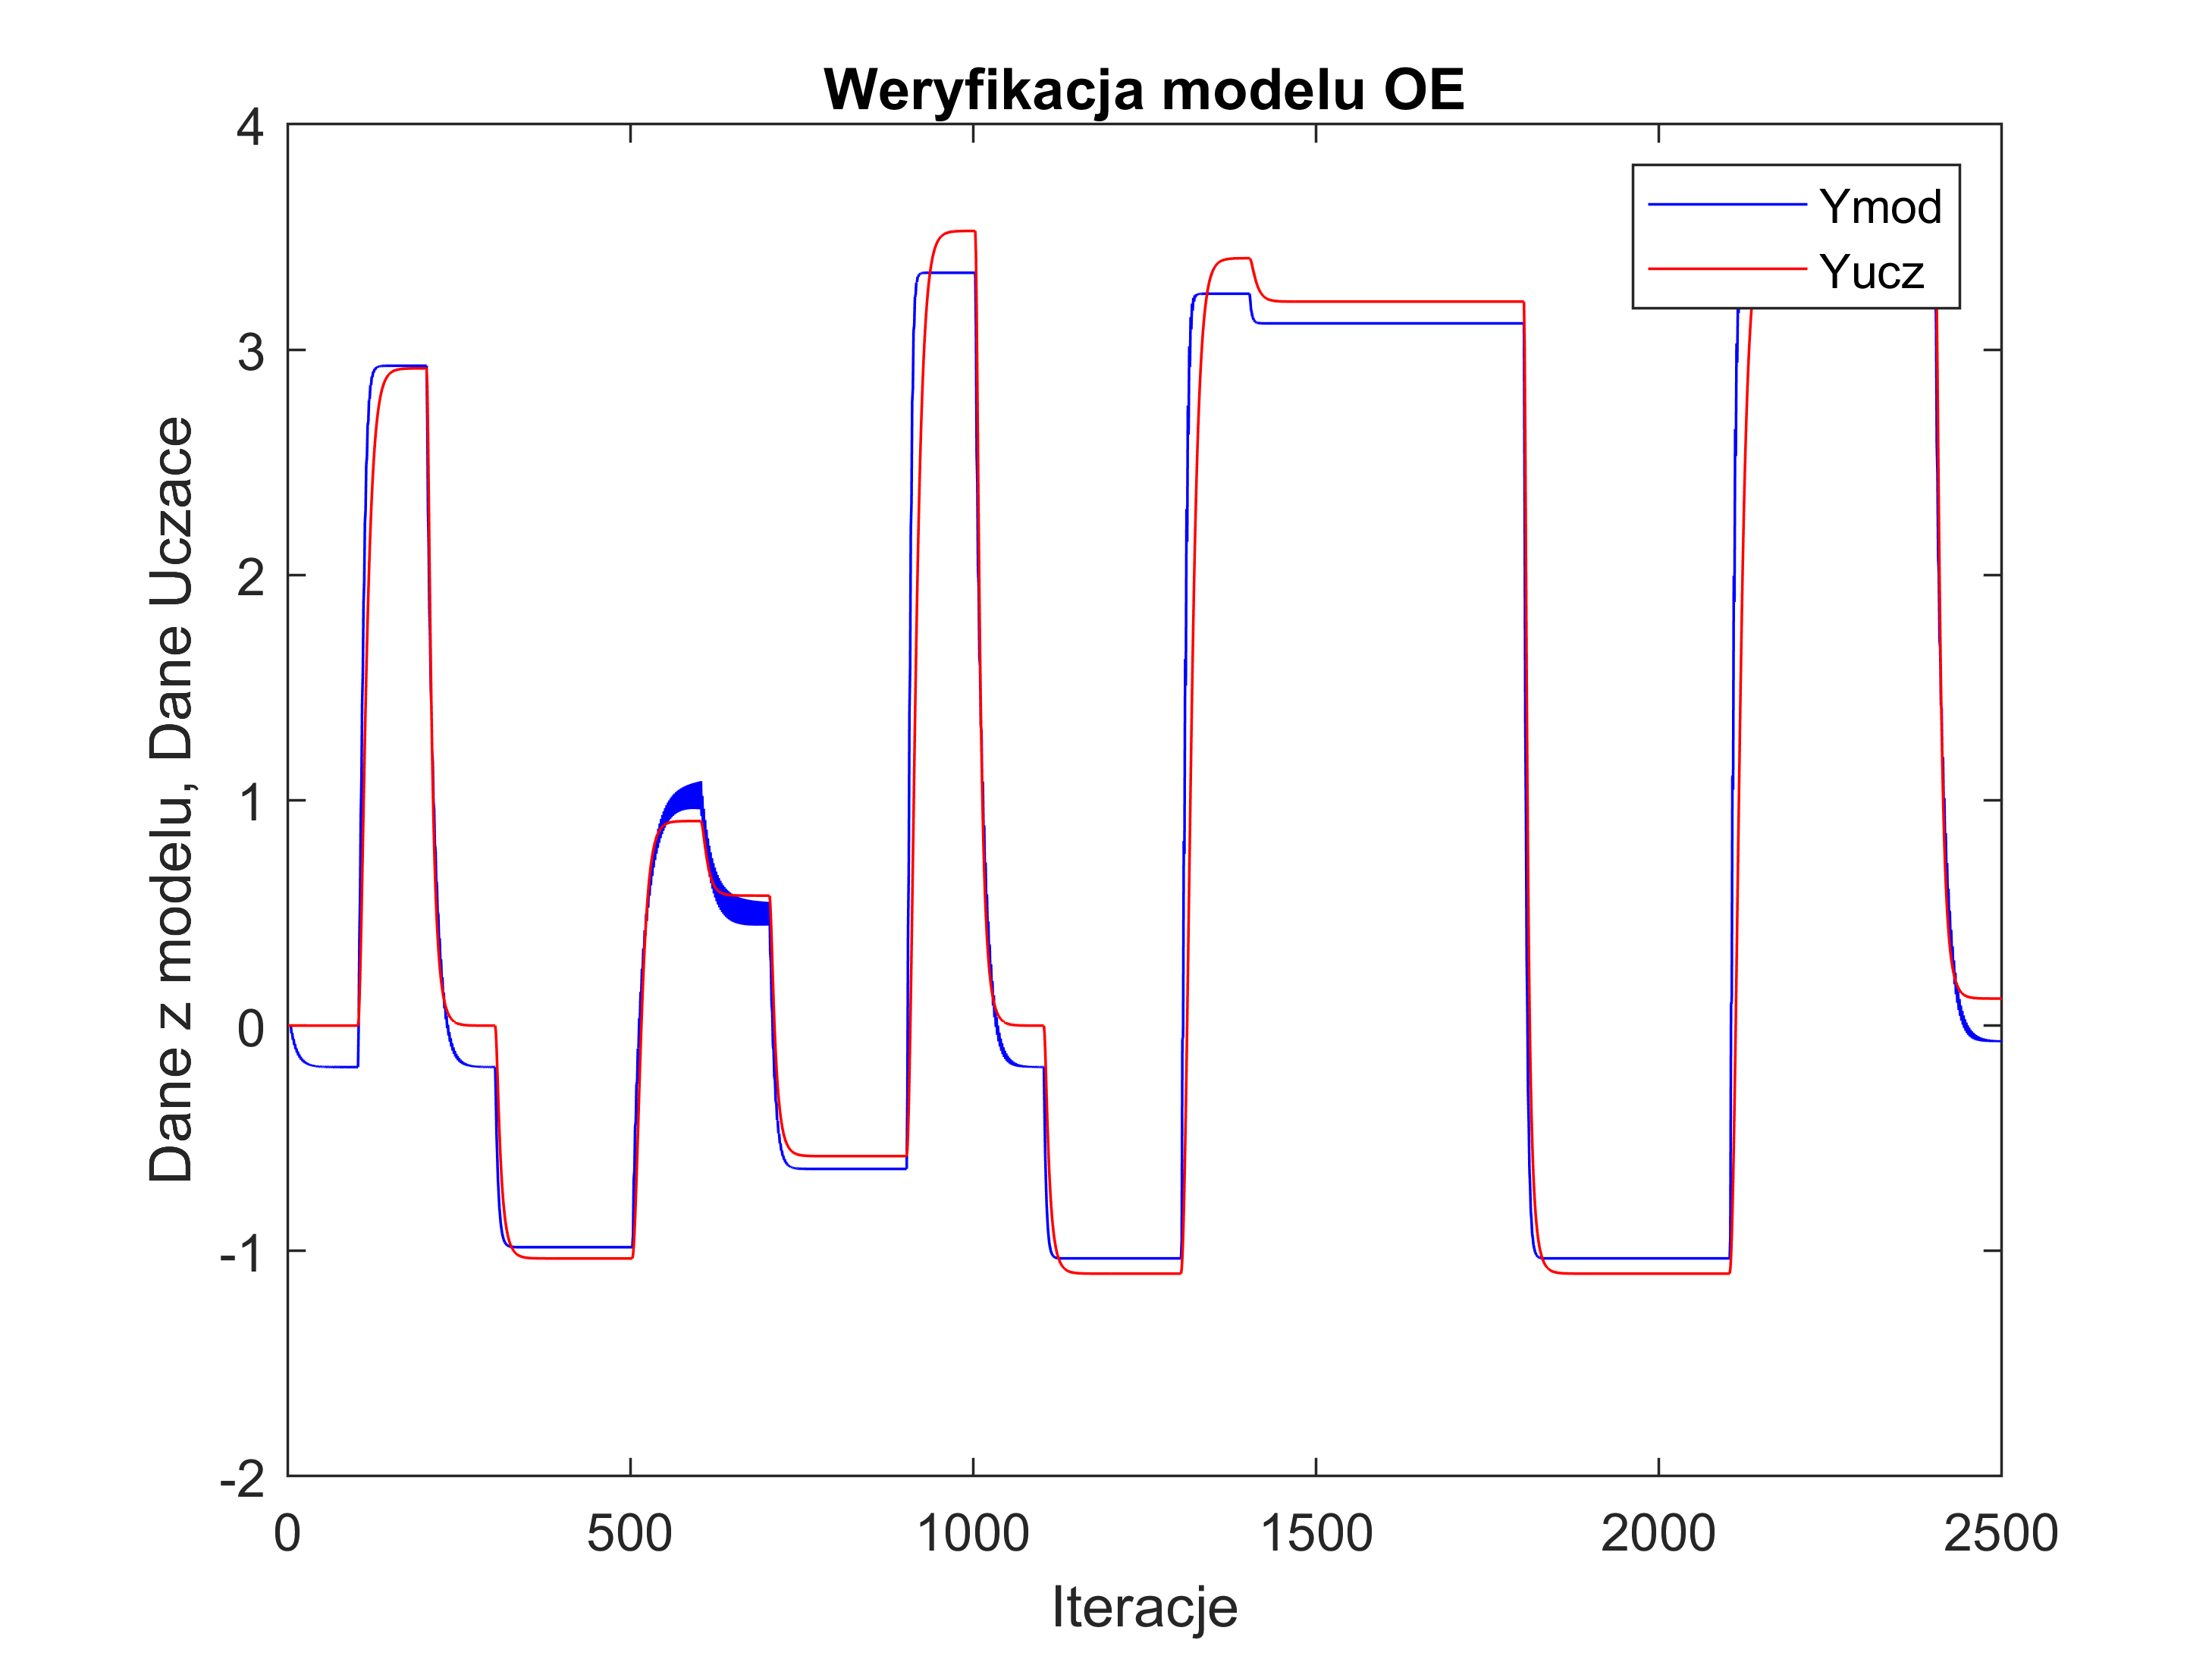 Weryfikacja modelu OE
Ymod
Yucz
Dane z modelu, Dane Uczace
4
3
2
1
0
-1
-2
0
500
1000
1500
2000
2500
Iteracje